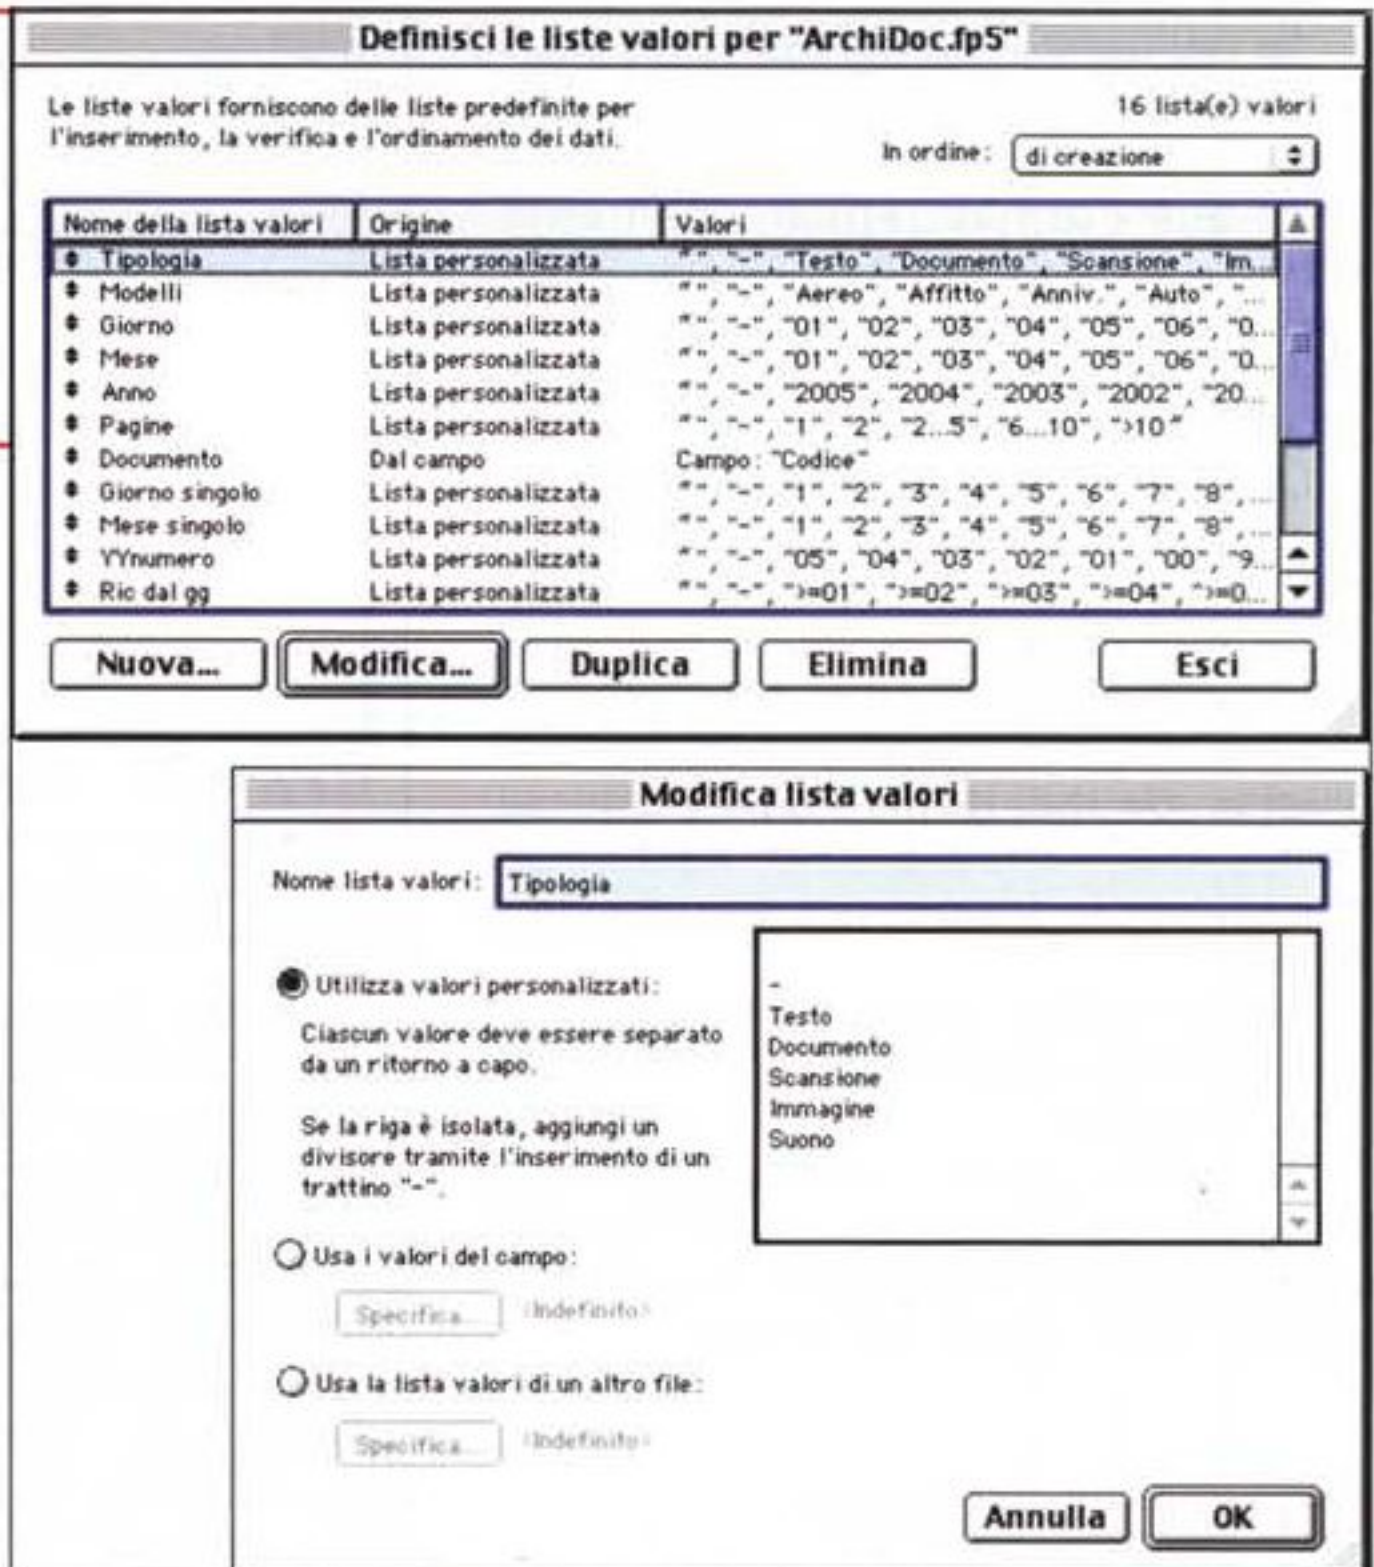 Definisci le liste valori per "ArchiDoc.fp5"
Le liste valori forniscono delle liste predefinite per
l'inserimento, la verifica e l'ordinamento dei dati.
16 lista(e) valori
In ordine: di creazione
Nome della lista valori Origine Valori
Tipologia Lista personalizzata "", "-", "Testo", "Documento", "Scansione", "Im...
Modelli Lista personalizzata "", "-", "Aereo", "Affitto", "Anniv.", "Auto", "...
Giorno Lista personalizzata "", "-", "01", "02", "03", "04", "05", "06", "0...
Mese Lista personalizzata "", "-", "01", "02", "03", "04", "05", "06", "0...
Anno Lista personalizzata "", "-", "2005", "2004", "2003", "2002", "20...
Pagine Lista personalizzata "", "-", "1", "2", "2...5", "6...10", ">10"
Documento Dal campo Campo: "Codice"
Giorno singolo Lista personalizzata "", "-", "1", "2", "3", "4", "5", "6", "7", "8", ...
Mese singolo Lista personalizzata "", "-", "1", "2", "3", "4", "5", "6", "7", "8", ...
YYnumero Lista personalizzata "", "-", "05", "04", "03", "02", "01", "00", "9...
Ric dal gg Lista personalizzata "", "-", ">=01", ">=02", ">=03", ">=04", ">=0...
Nuova... Modifica... Duplica Elimina Esci
Modifica lista valori
Nome lista valori: Tipologia
Utilizza valori personalizzati:
Ciascun valore deve essere separato
da un ritorno a capo.
Se la riga è isolata, aggiungi un
divisore tramite l'inserimento di un
trattino "-".
-
Testo
Documento
Scansione
Immagine
Suono
Usa i valori del campo:
Specifica... <Indefinito>
Usa la lista valori di un altro file:
Specifica... <Indefinito>
Annulla OK